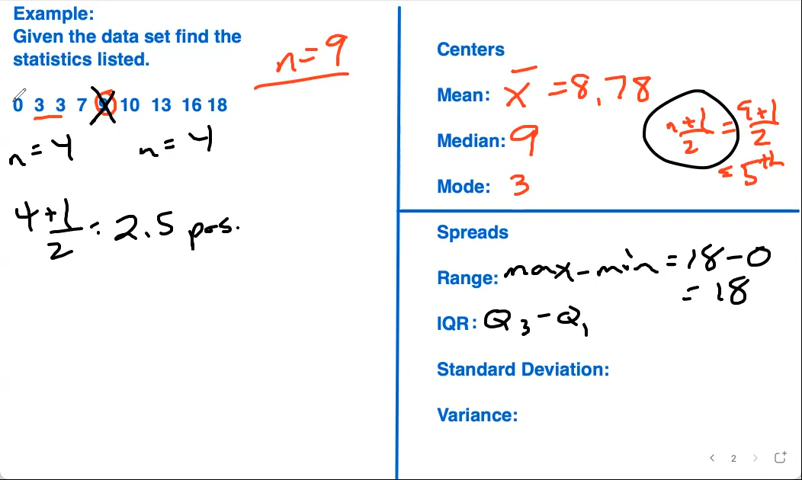 Example:
Given the data set find the
statistics listed.
n = 9
0 3 3 7 9 10 13 16 18
n = 4 n = 4
4+1/2 = 2.5 pos.
Centers
Mean: x̄ = 8.78
Median: 9
Mode: 3
n+1/2 = 9+1/2
= 5th
Spreads
Range: max - min = 18 - 0
= 18
IQR: Q3 - Q1
Standard Deviation:
Variance:
2